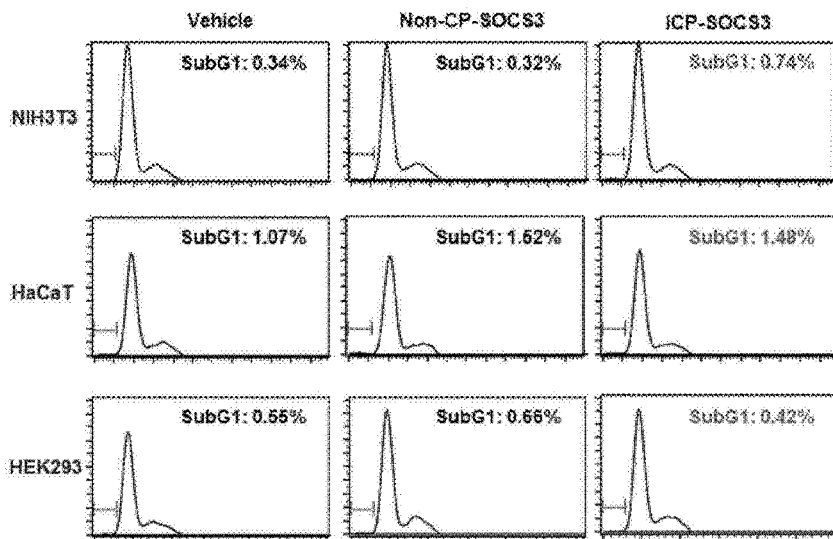 Vehicle Non-CP-SOCS3 iCP-SOCS3
SubG1: 0.34% SubG1: 0.32% SubG1: 0.74%
NIH3T3
SubG1: 1.07% SubG1: 1.52% SubG1: 1.48%
HaCaT
SubG1: 0.55% SubG1: 0.66% SubG1: 0.42%
HEK293